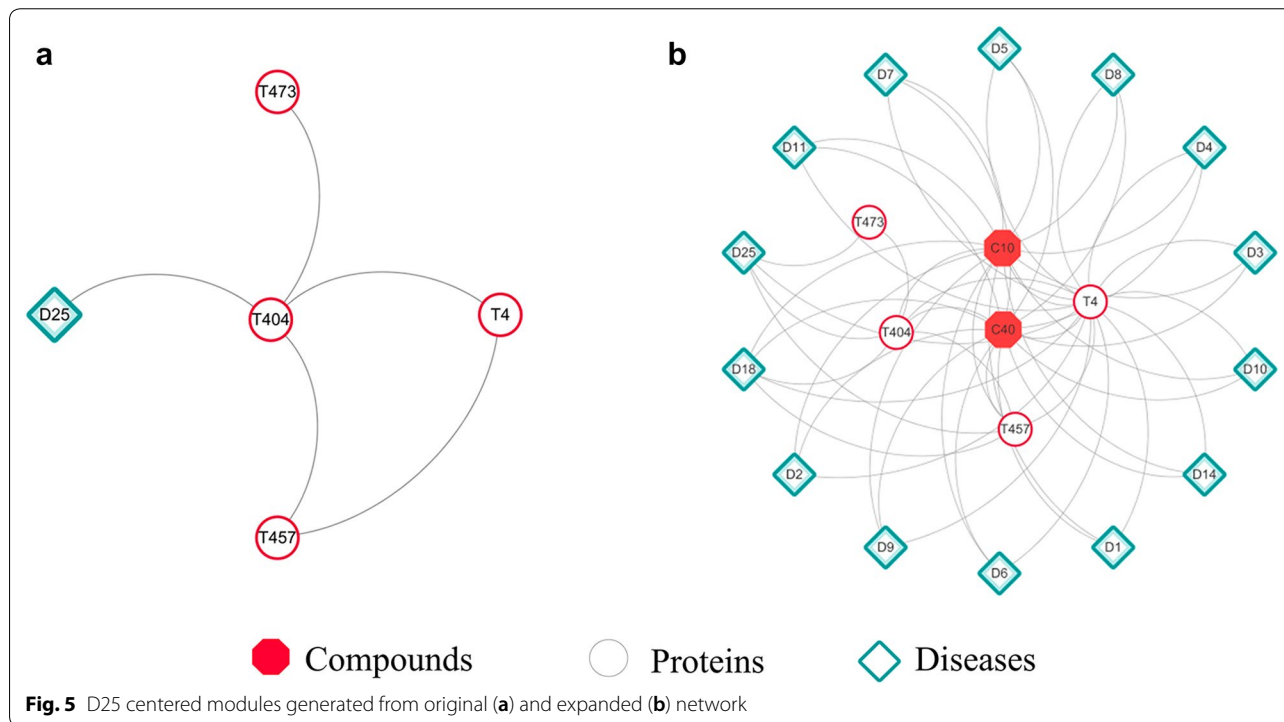 a
T473
D25
T404
T4
T457
b
D5
D7
D8
D11
D4
T473
D25
C10
D3
T4
T404
C40
D18
D10
T457
D2
D14
D9
D1
D6
Compounds
Proteins
Diseases
Fig. 5 D25 centered modules generated from original (a) and expanded (b) network